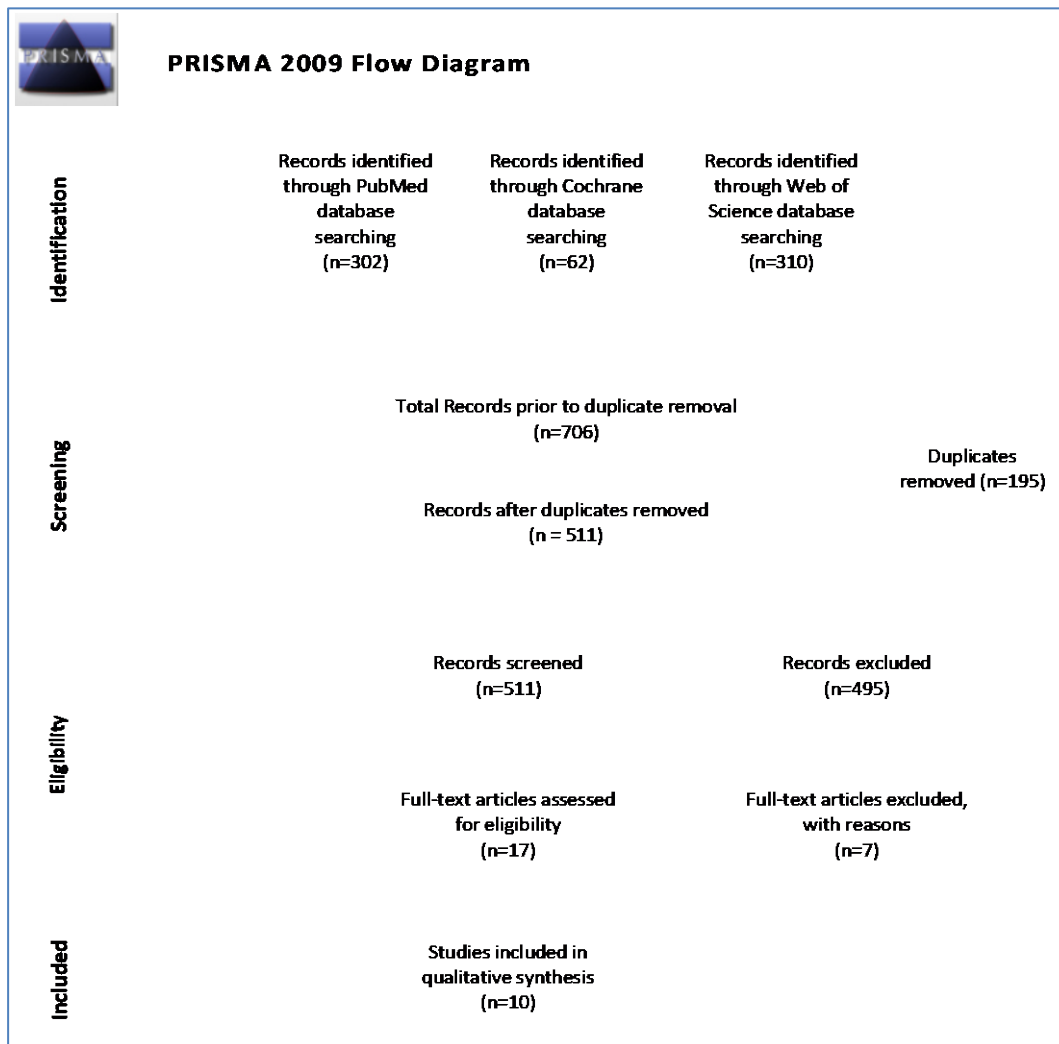 PRISMA
PRISMA 2009 Flow Diagram
Identification
Records identified
through PubMed
database
searching
(n=302)
Records identified
through Cochrane
database
searching
(n=62)
Records identified
through Web of
Science database
searching
(n=310)
Screening
Total Records prior to duplicate removal
(n=706)
Duplicates
removed (n=195)
Records after duplicates removed
(n = 511)
Eligibility
Records screened
(n=511)
Records excluded
(n=495)
Full-text articles assessed
for eligibility
(n=17)
Full-text articles excluded,
with reasons
(n=7)
Included
Studies included in
qualitative synthesis
(n=10)